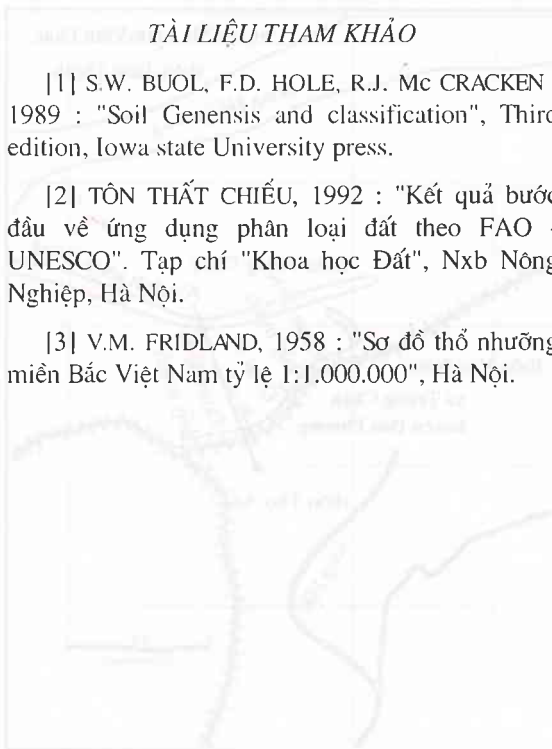 TÀI LIỆU THAM KHẢO
[1] S.W. BUOL, F.D. HOLE, R.J. Mc CRACKEN
1989 : "Soil Genensis and classification", Third
edition, Iowa state University press.
[2] TÔN THẤT CHIỂU, 1992 : "Kết quả bước
đầu về ứng dụng phân loại đất theo FAO -
UNESCO". Tạp chí "Khoa học Đất", Nxb Nông
Nghiệp, Hà Nội.
[3] V.M. FRIDLAND, 1958 : "Sơ đồ thổ nhưỡng
miền Bắc Việt Nam tỷ lệ 1:1.000.000", Hà Nội.